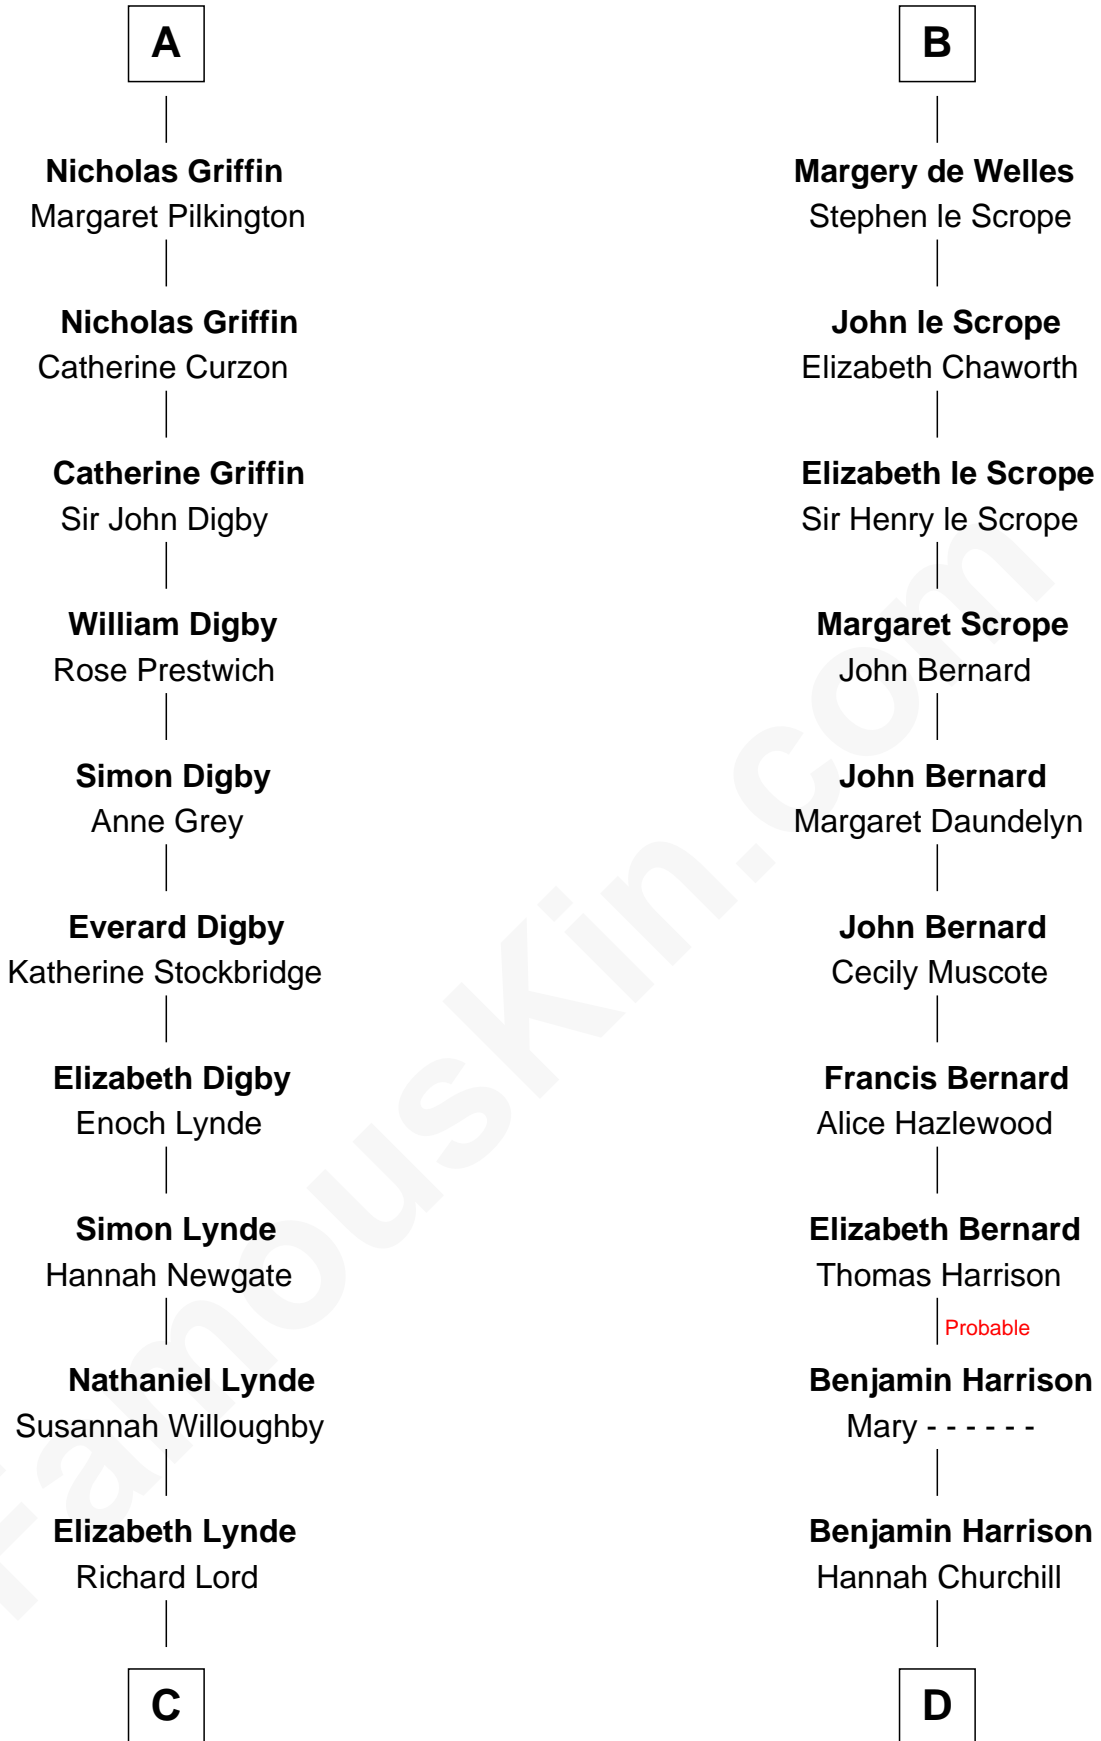 A
Nicholas Griffin
Margaret Pilkington
Nicholas Griffin
Catherine Curzon
Catherine Griffin
Sir John Digby
William Digby
Rose Prestwich
Simon Digby
Anne Grey
Everard Digby
Katherine Stockbridge
Elizabeth Digby
Enoch Lynde
Simon Lynde
Hannah Newgate
Nathaniel Lynde
Susannah Willoughby
Elizabeth Lynde
Richard Lord
C
B
Margery de Welles
Stephen le Scrope
John le Scrope
Elizabeth Chaworth
Elizabeth le Scrope
Sir Henry le Scrope
Margaret Scrope
John Bernard
John Bernard
Margaret Daundelyn
John Bernard
Cecily Muscote
Francis Bernard
Alice Hazlewood
Elizabeth Bernard
Thomas Harrison
Probable
Benjamin Harrison
Mary - - - - - -
Benjamin Harrison
Hannah Churchill
D
FamousKin.com